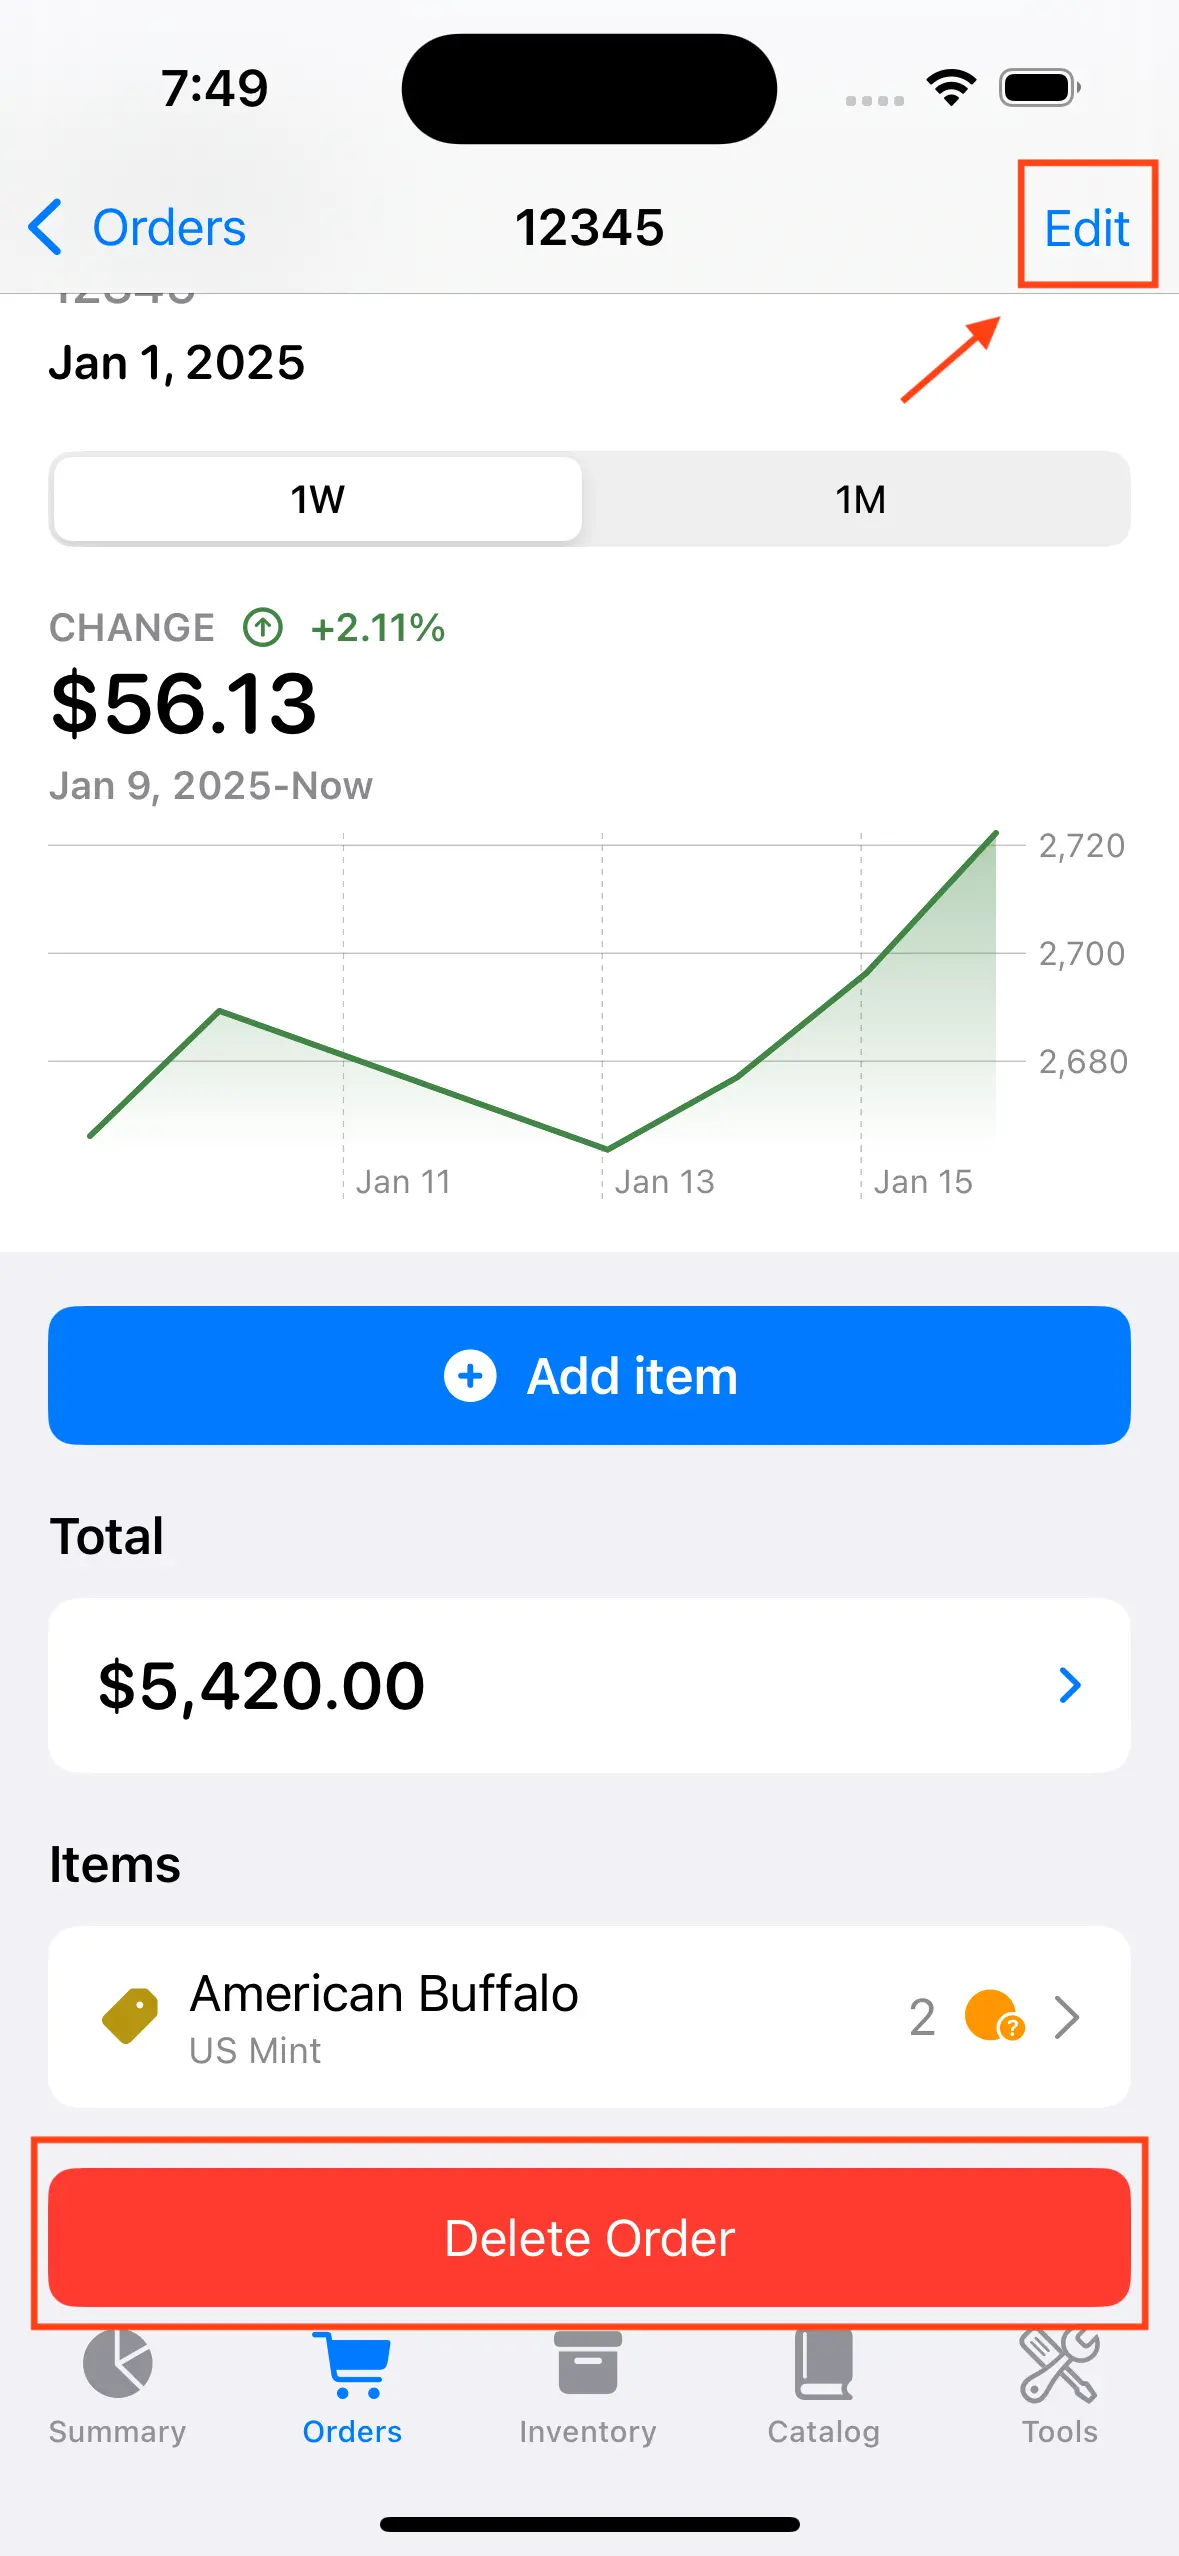 7:49
Orders
12345
Edit
Jan 1, 2025
1W
1M
CHANGE +2.11%
$56.13
Jan 9, 2025-Now
2,720
2,700
2,680
Jan 11
Jan 13
Jan 15
Add item
Total
$5,420.00
Items
American Buffalo
US Mint
2
?
Delete Order
Summary
Orders
Inventory
Catalog
Tools